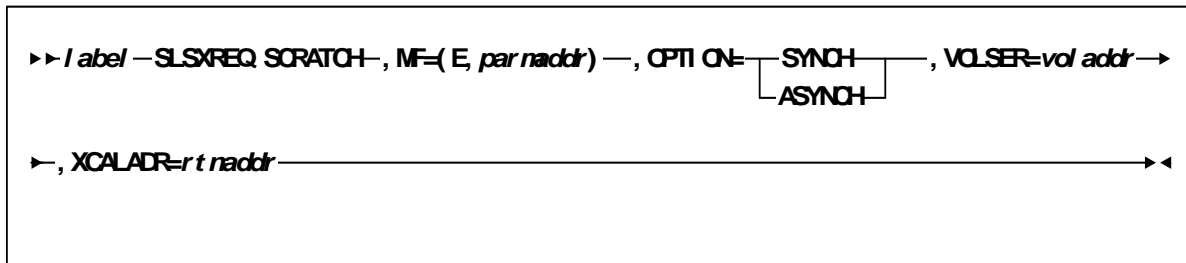 label SLSXREQ SCRATCH , MF=( E, parmaddr) , OPTION= SYNCH , VOLSER=voladdr
ASYNCH
, XCALADR=rtnaddr